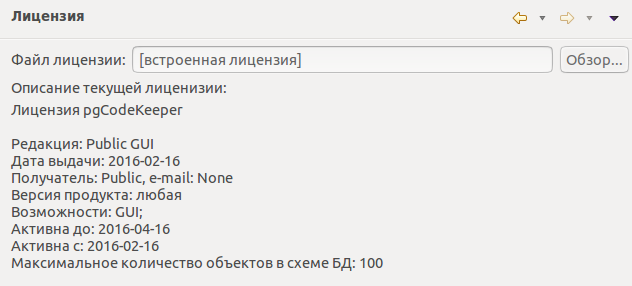 Лицензия
Файл лицензии: [встроенная лицензия] Обзор...
Описание текущей лиценизии:
Лицензия pgCodeKeeper
Редакция: Public GUI
Дата выдачи: 2016-02-16
Получатель: Public, e-mail: None
Версия продукта: любая
Возможности: GUI;
Активна до: 2016-04-16
Активна с: 2016-02-16
Максимальное количество объектов в схеме БД: 100